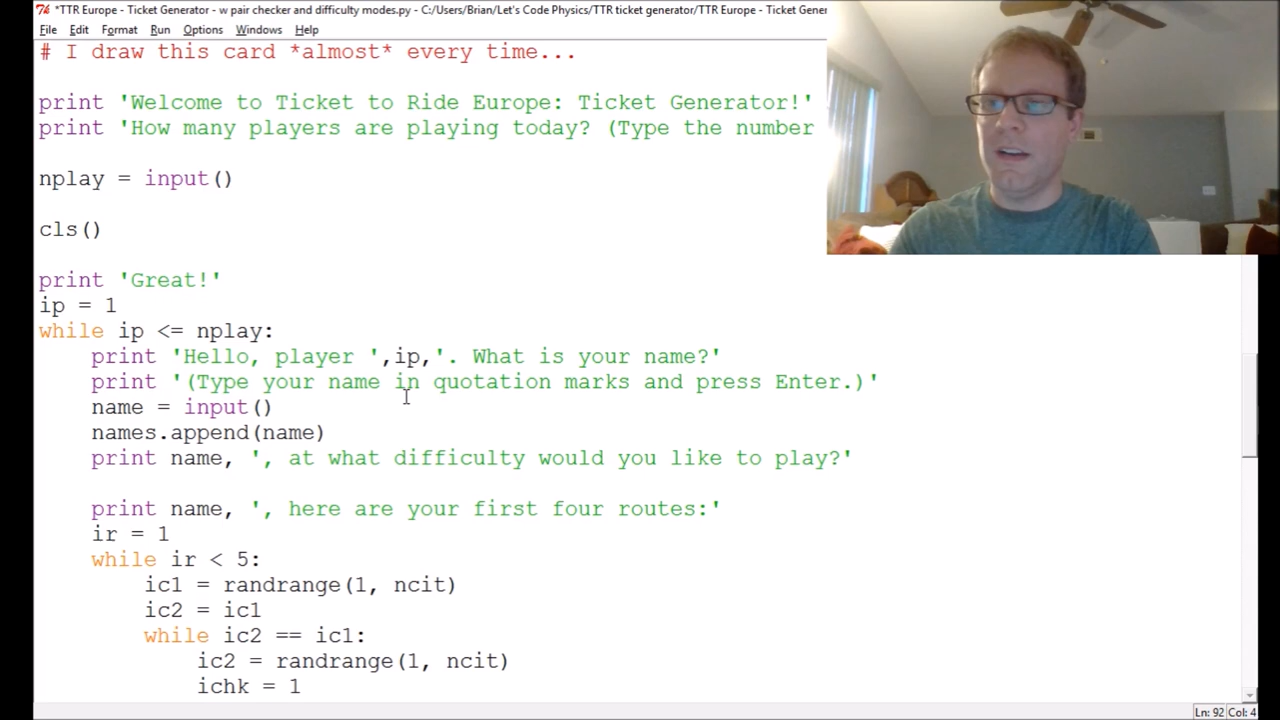 *TTR Europe - Ticket Generator - w pair checker and difficulty modes.py - C:/Users/Brian/Let's Code Physics/TTR ticket generator/TTR Europe - Ticket Gener
File Edit Format Run Options Windows Help
# I draw this card *almost* every time...
print 'Welcome to Ticket to Ride Europe: Ticket Generator!'
print 'How many players are playing today? (Type the number
nplay = input()
cls()
print 'Great!'
ip = 1
while ip <= nplay:
print 'Hello, player ',ip,'. What is your name?'
print '(Type your name in quotation marks and press Enter.)'
name = input()
names.append(name)
print name, ', at what difficulty would you like to play?'
print name, ', here are your first four routes:'
ir = 1
while ir < 5:
ic1 = randrange(1, ncit)
ic2 = ic1
while ic2 == ic1:
ic2 = randrange(1, ncit)
ichk = 1
Ln: 92 Col: 4